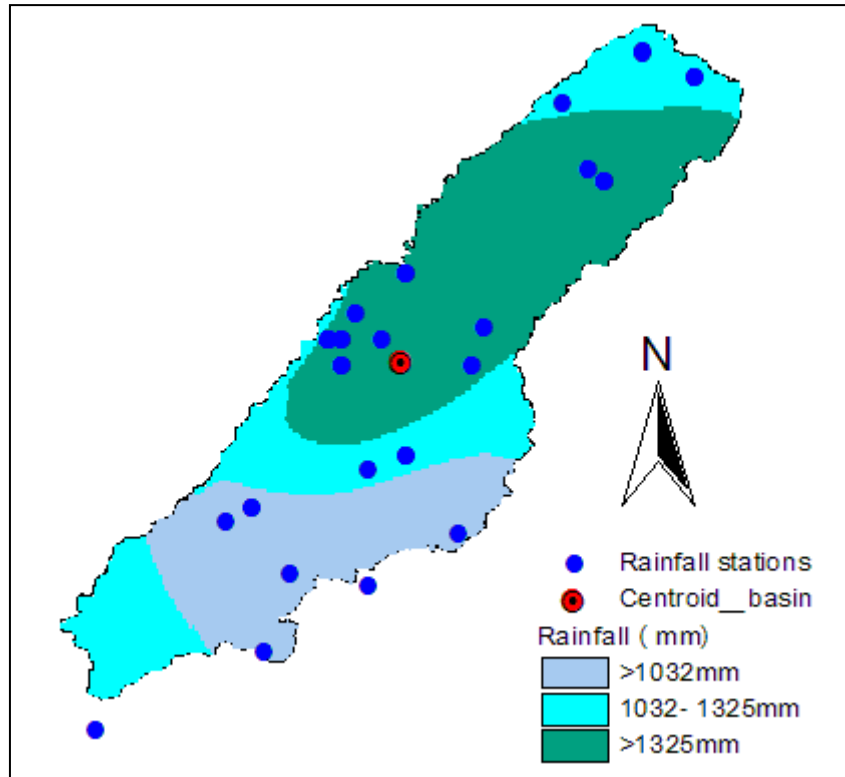 N
Rainfall stations
Centroid__basin
Rainfall ( mm)
>1032mm
1032- 1325mm
>1325mm